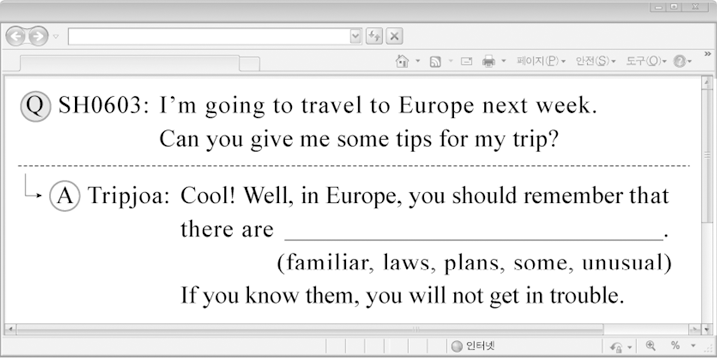 페이지(P) 안전(S) 도구(O)
Q SH0603: I'm going to travel to Europe next week.
Can you give me some tips for my trip?
A Tripjoa: Cool! Well, in Europe, you should remember that
there are ____________________.
(familiar, laws, plans, some, unusual)
If you know them, you will not get in trouble.
인터넷 %